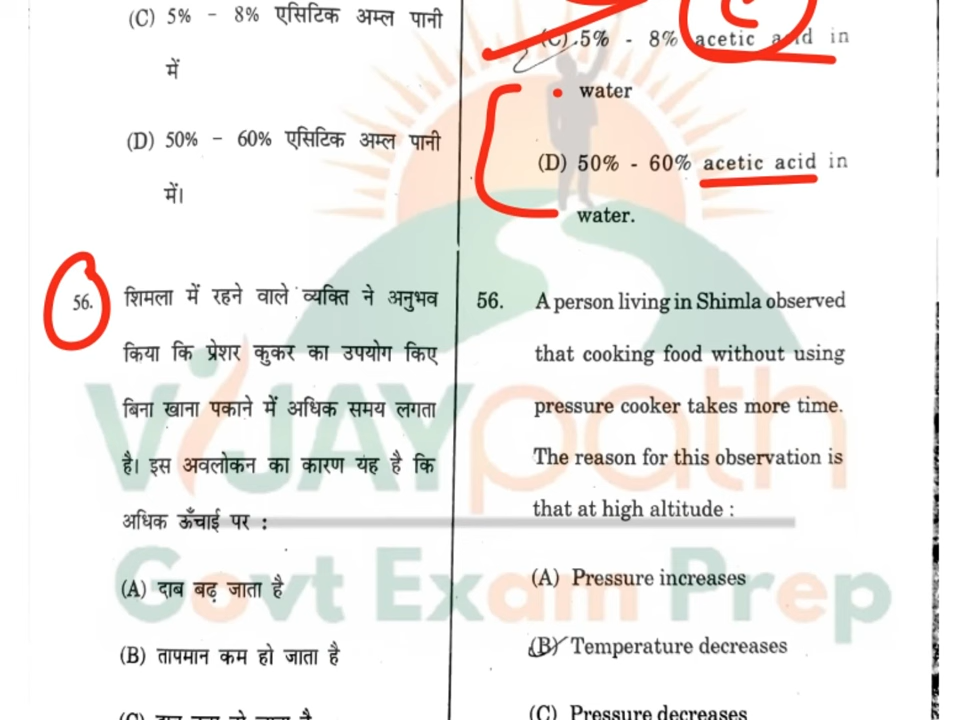 (C) 5% - 8% एसिटिक अम्ल पानी
में
(D) 50% - 60% एसिटिक अम्ल पानी
में।
56. शिमला में रहने वाले व्यक्ति ने अनुभव
किया कि प्रेशर कुकर का उपयोग किए
बिना खाना पकाने में अधिक समय लगता
है। इस अवलोकन का कारण यह है कि
अधिक ऊँचाई पर :
(A) दाब बढ़ जाता है
(B) तापमान कम हो जाता है
(C) 5% - 8% acetic acid in
water
(D) 50% - 60% acetic acid in
water.
56. A person living in Shimla observed
that cooking food without using
pressure cooker takes more time.
The reason for this observation is
that at high altitude :
(A) Pressure increases
(B) Temperature decreases
(C) Pressure decreases
ViJAYpath
Govt Exam Prep